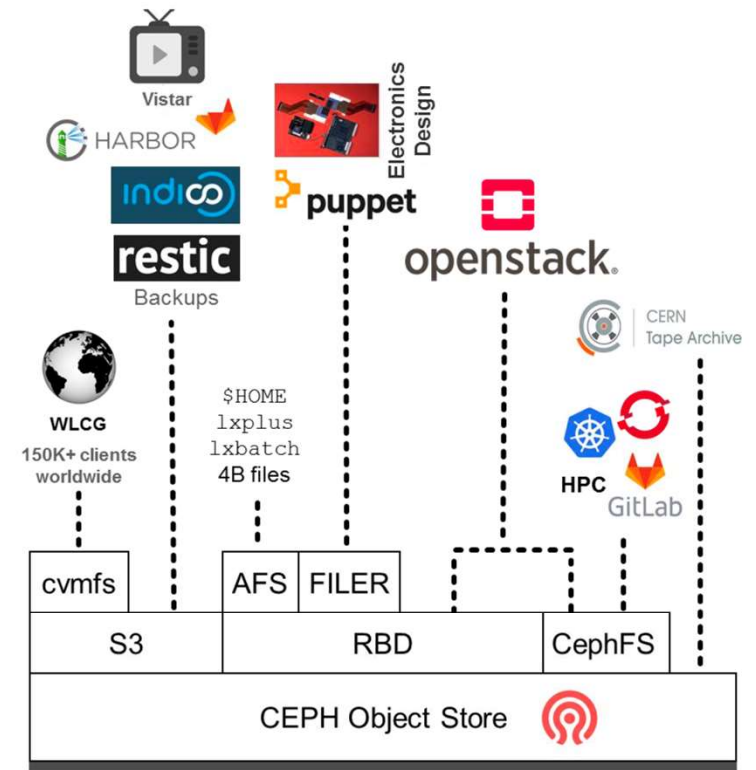 Vistar
HARBOR
indico
restic
Backups
Electronics
Design
puppet
openstack.
CERN
Tape Archive
WLCG
150K+ clients
worldwide
$HOME
lxplus
lxbatch
4B files
HPC
GitLab
cvmfs
AFS
FILER
S3
RBD
CephFS
CEPH Object Store